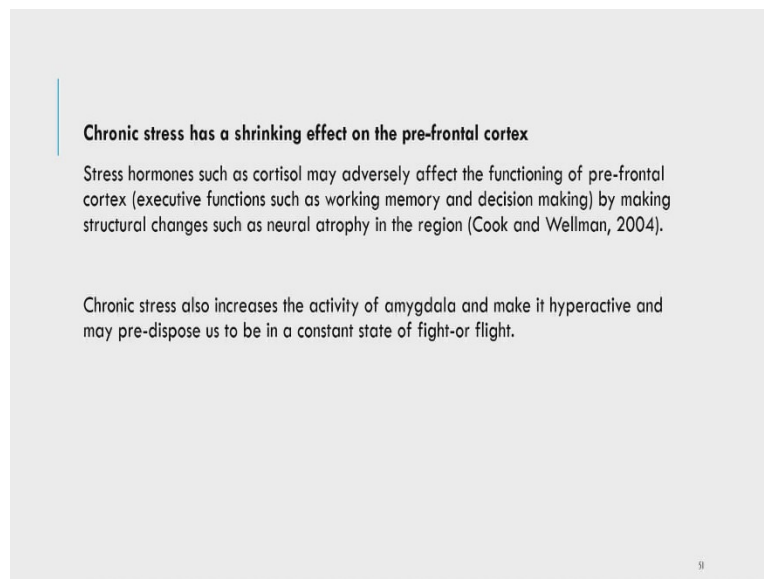 Chronic stress has a shrinking effect on the pre-frontal cortex
Stress hormones such as cortisol may adversely affect the functioning of pre-frontal
cortex (executive functions such as working memory and decision making) by making
structural changes such as neural atrophy in the region (Cook and Wellman, 2004).
Chronic stress also increases the activity of amygdala and make it hyperactive and
may pre-dispose us to be in a constant state of fight-or flight.
51